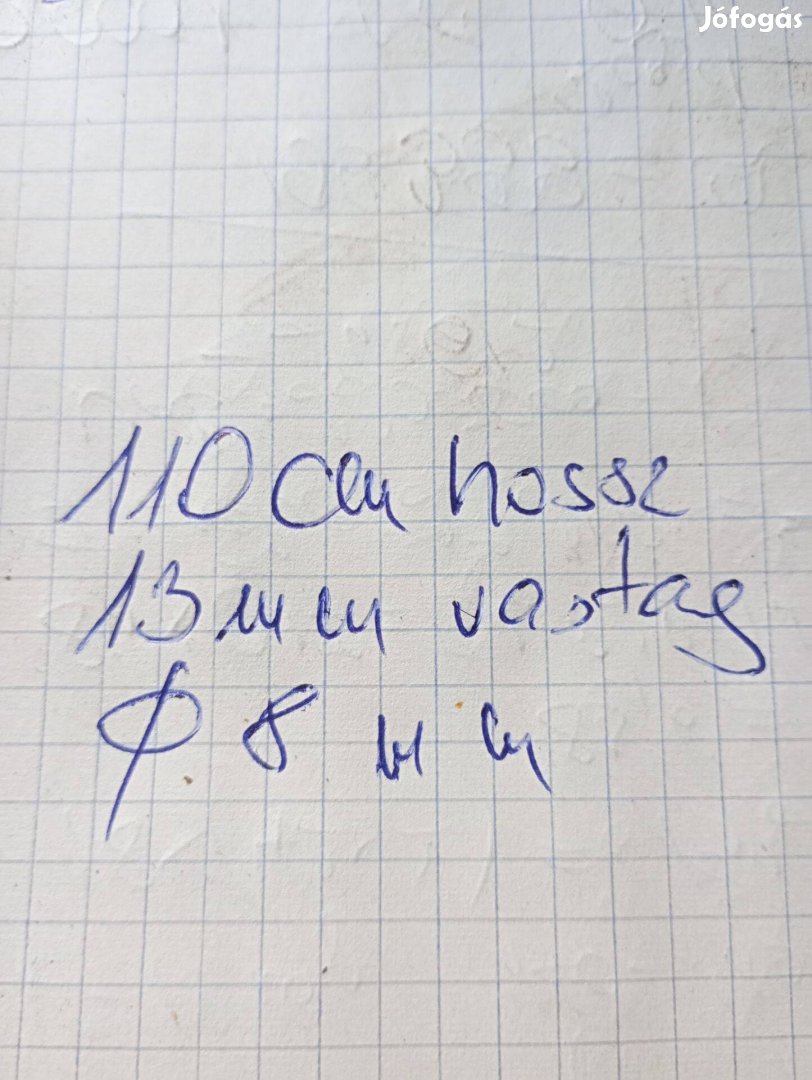 Jófogás
110 cm hossz
13 mm vastag
φ 8 mm